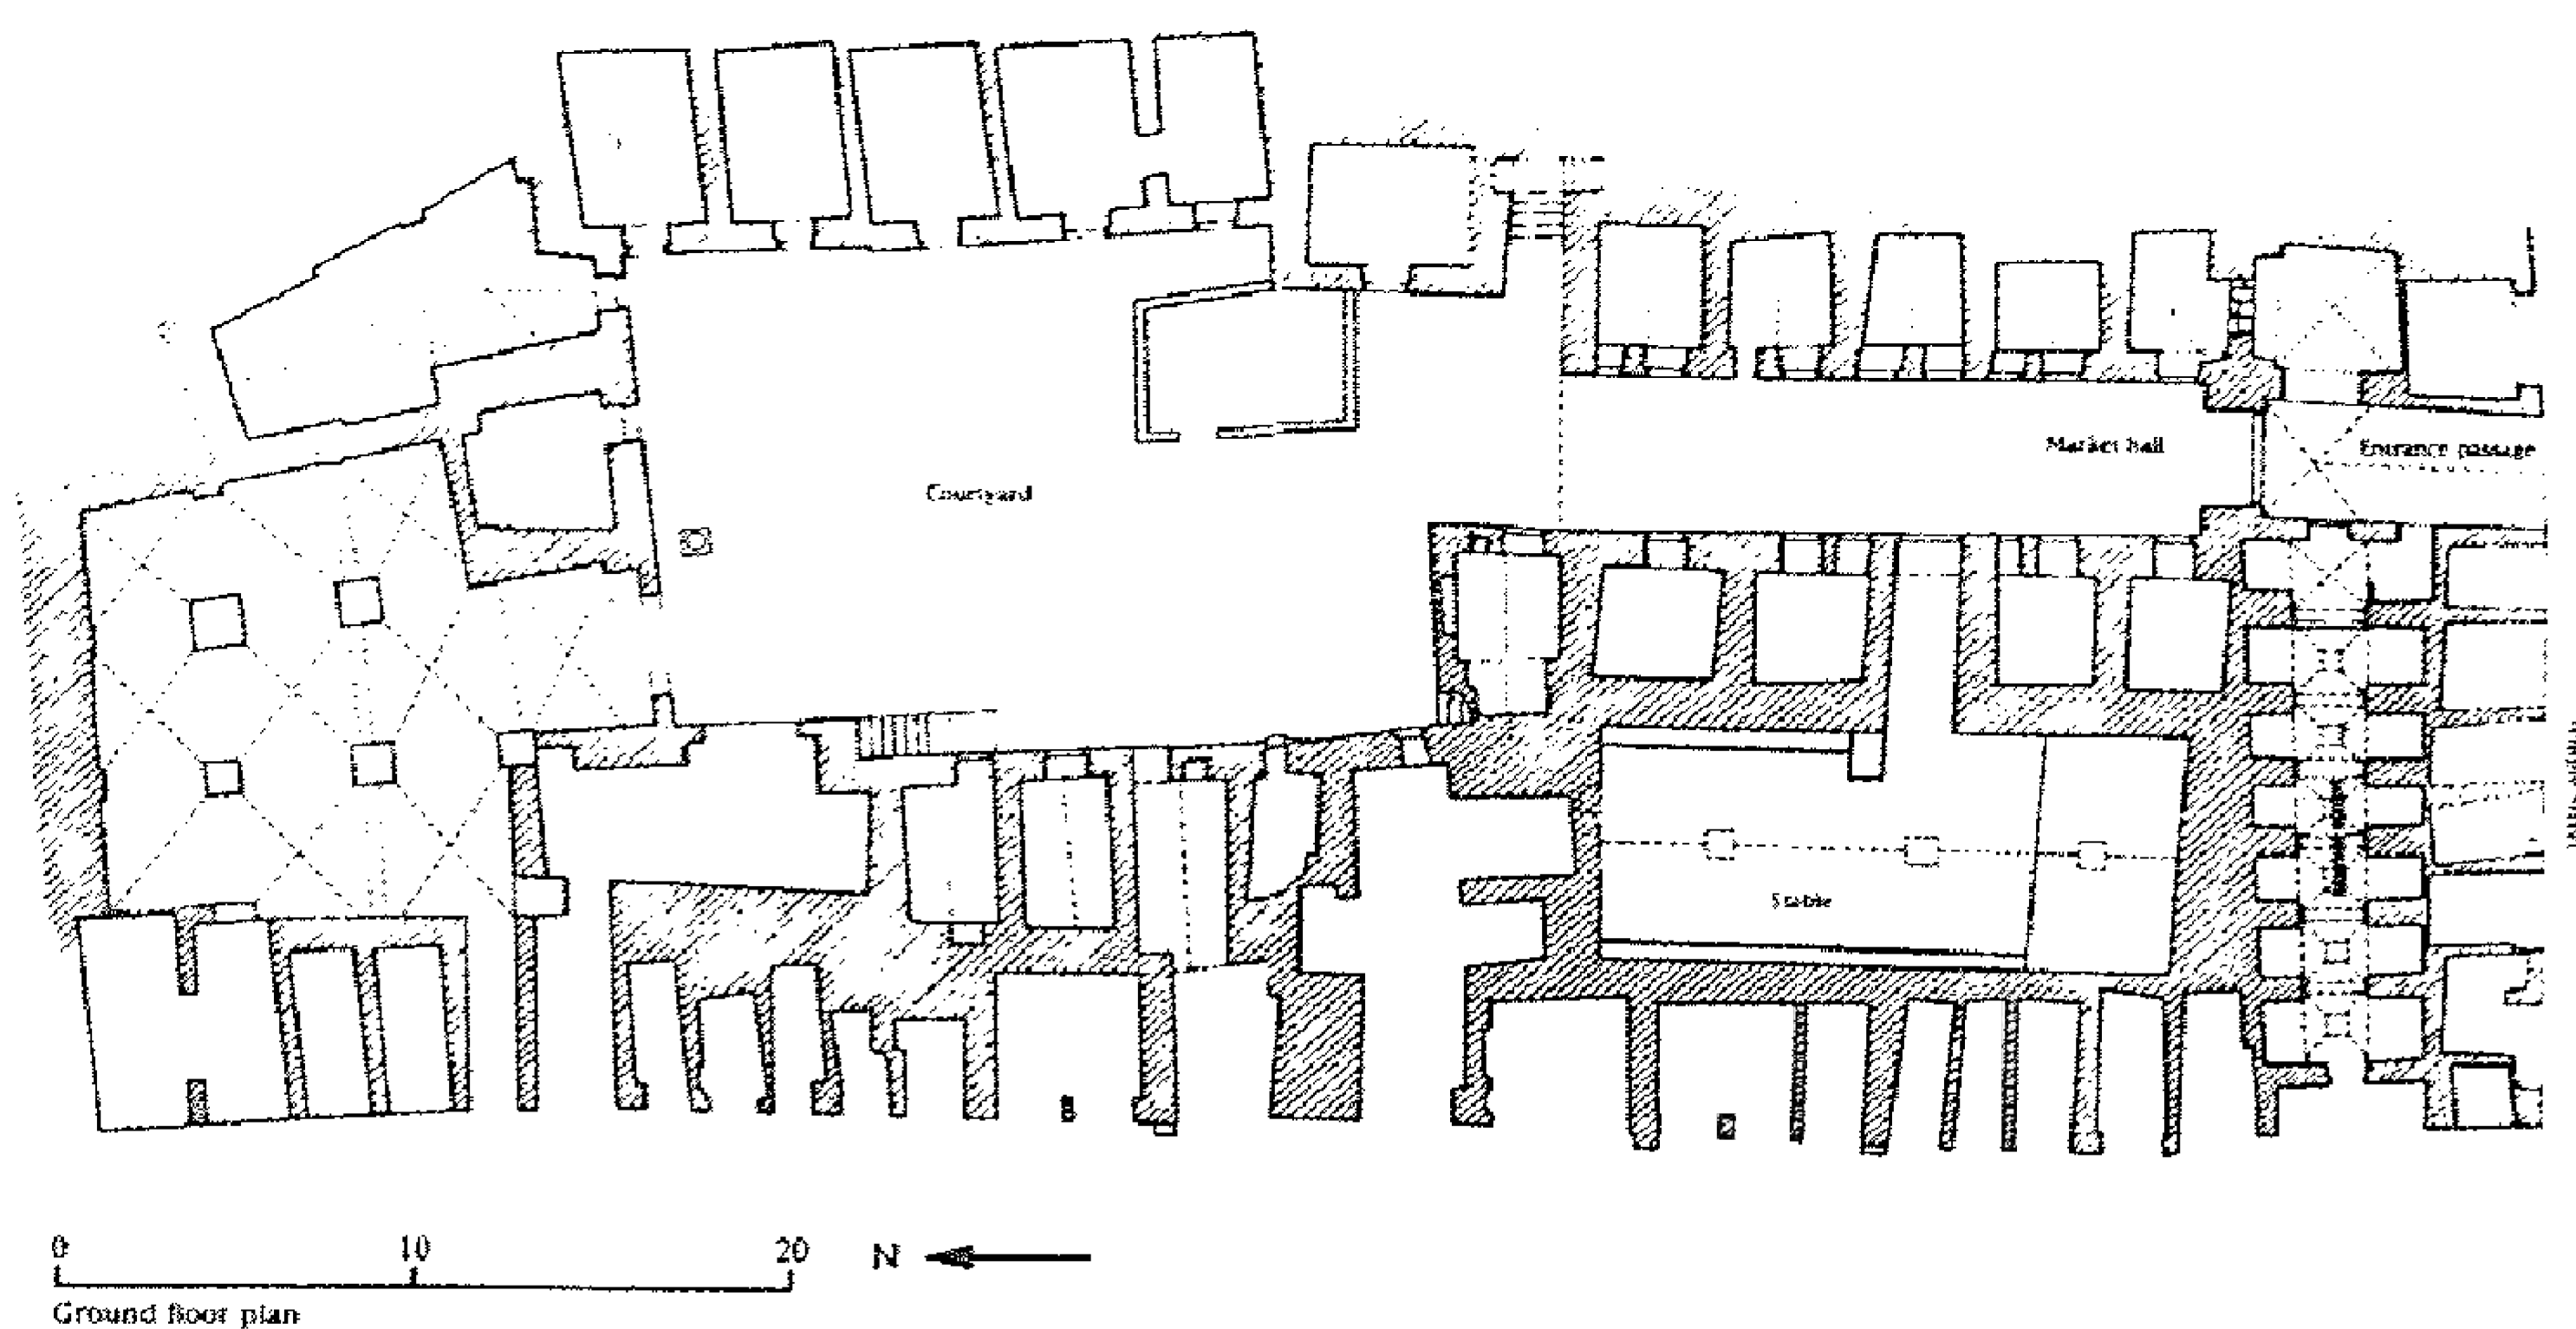 Market hall
Entrance passage
Courtyard
Stable
0 10 20
N
Ground floor plan